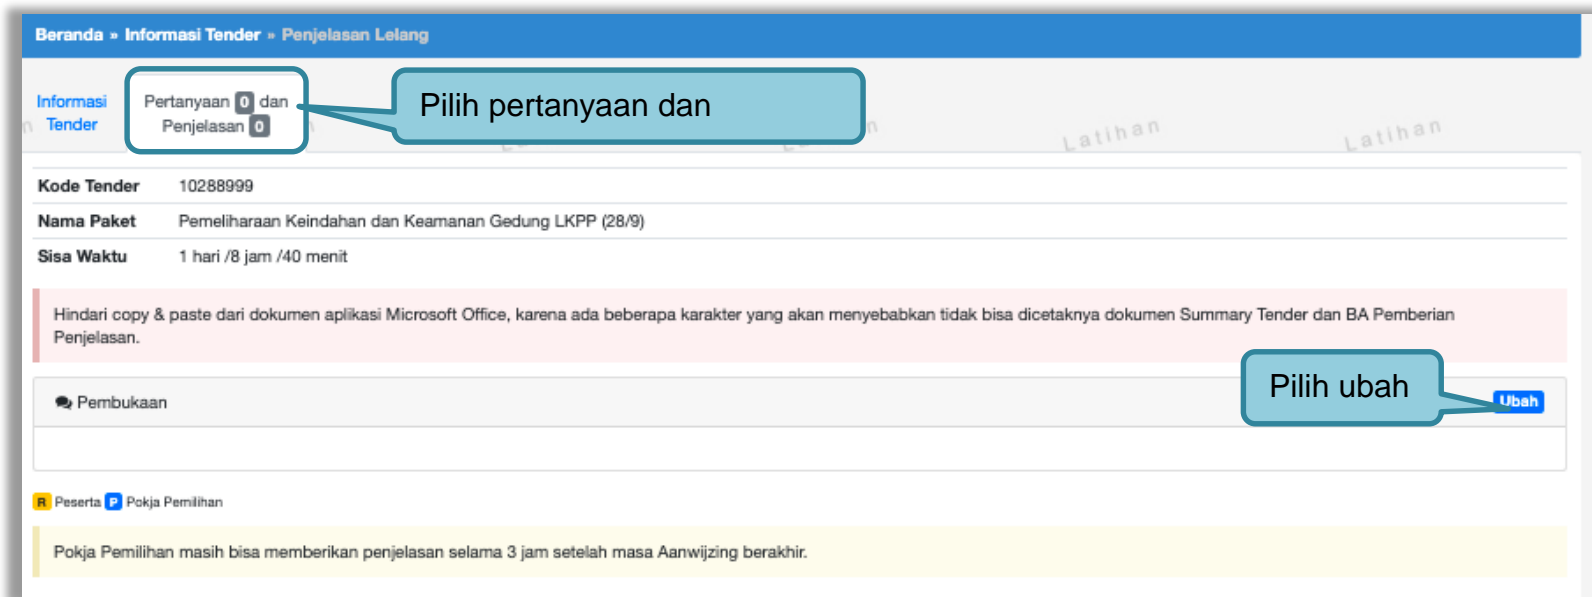 Beranda » Informasi Tender » Penjelasan Lelang
Informasi
Tender
Pertanyaan 0 dan
Penjelasan 0
Pilih pertanyaan dan
Latihan
Latihan
Kode Tender 10288999
Nama Paket Pemeliharaan Keindahan dan Keamanan Gedung LKPP (28/9)
Sisa Waktu 1 hari /8 jam /40 menit
Hindari copy & paste dari dokumen aplikasi Microsoft Office, karena ada beberapa karakter yang akan menyebabkan tidak bisa dicetaknya dokumen Summary Tender dan BA Pemberian
Penjelasan.
Pilih ubah
Pembukaan
Ubah
R Peserta P Pokja Pemilihan
Pokja Pemilihan masih bisa memberikan penjelasan selama 3 jam setelah masa Aanwijzing berakhir.